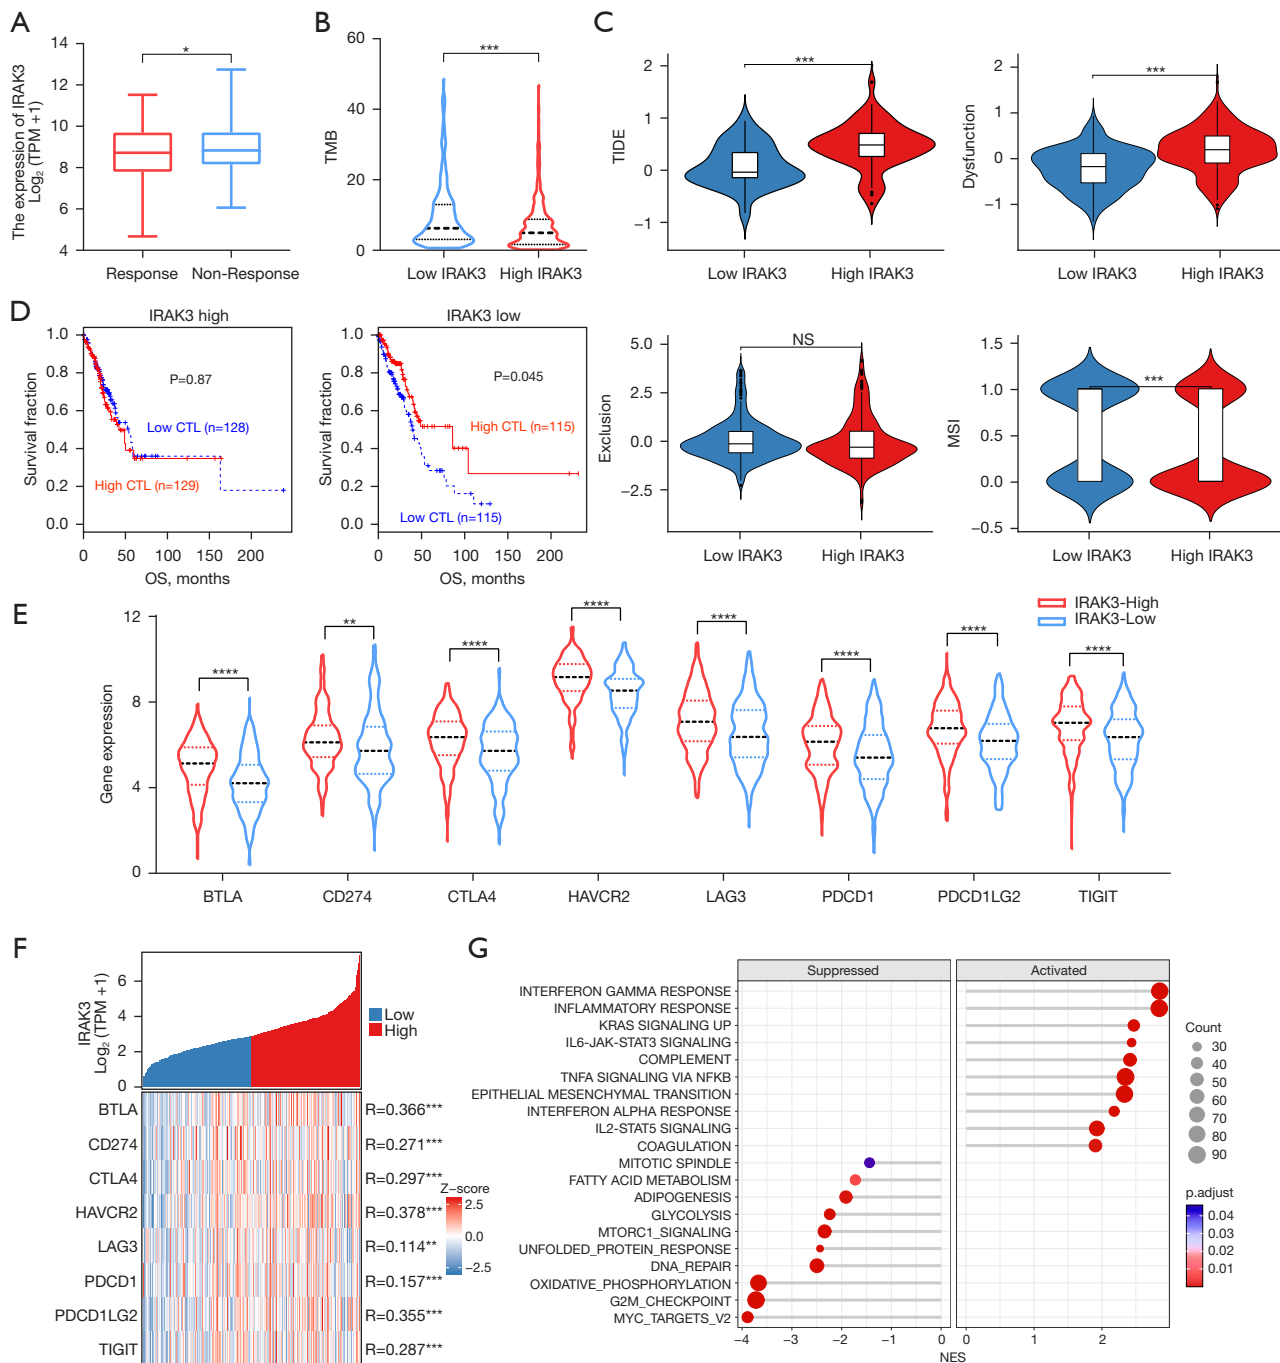 A
The expression of IRAK3
Log2 (TPM +1)
14
12
10
8
6
4
*
Response
Non-Response
B
TMB
60
40
20
0
***
Low IRAK3
High IRAK3
C
TIDE
2
1
0
−1
***
Low IRAK3
High IRAK3
Dysfunction
2
1
0
−1
***
Low IRAK3
High IRAK3
Exclusion
5.0
2.5
0.0
−2.5
NS
Low IRAK3
High IRAK3
MSI
1.5
1.0
0.5
0.0
−0.5
***
Low IRAK3
High IRAK3
D
IRAK3 high
Survival fraction
1.0
0.8
0.6
0.4
0.2
0.0
P=0.87
Low CTL (n=128)
High CTL (n=129)
0 50 100 150 200
OS, months
IRAK3 low
Survival fraction
1.0
0.8
0.6
0.4
0.2
0.0
P=0.045
High CTL (n=115)
Low CTL (n=115)
0 50 100 150 200
OS, months
E
IRAK3-High
IRAK3-Low
Gene expression
12
8
4
0
**** ** **** **** **** **** **** ****
BTLA CD274 CTLA4 HAVCR2 LAG3 PDCD1 PDCD1LG2 TIGIT
F
IRAK3
Log2 (TPM +1)
6
4
2
0
Low
High
BTLA R=0.366***
CD274 R=0.271***
CTLA4 R=0.297***
HAVCR2 R=0.378***
LAG3 R=0.114**
PDCD1 R=0.157***
PDCD1LG2 R=0.355***
TIGIT R=0.287***
Z-score
2.5
0.0
−2.5
G
Suppressed
Activated
INTERFERON GAMMA RESPONSE
INFLAMMATORY RESPONSE
KRAS SIGNALING UP
IL6-JAK-STAT3 SIGNALING
COMPLEMENT
TNFA SIGNALING VIA NFKB
EPITHELIAL MESENCHYMAL TRANSITION
INTERFERON ALPHA RESPONSE
IL2-STAT5 SIGNALING
COAGULATION
MITOTIC SPINDLE
FATTY ACID METABOLISM
ADIPOGENESIS
GLYCOLYSIS
MTORC1_SIGNALING
UNFOLDED_PROTEIN_RESPONSE
DNA_REPAIR
OXIDATIVE_PHOSPHORYLATION
G2M_CHECKPOINT
MYC_TARGETS_V2
−4 −3 −2 −1 0 0 1 2
NES
Count
30
40
50
60
70
80
90
p.adjust
0.04
0.03
0.02
0.01